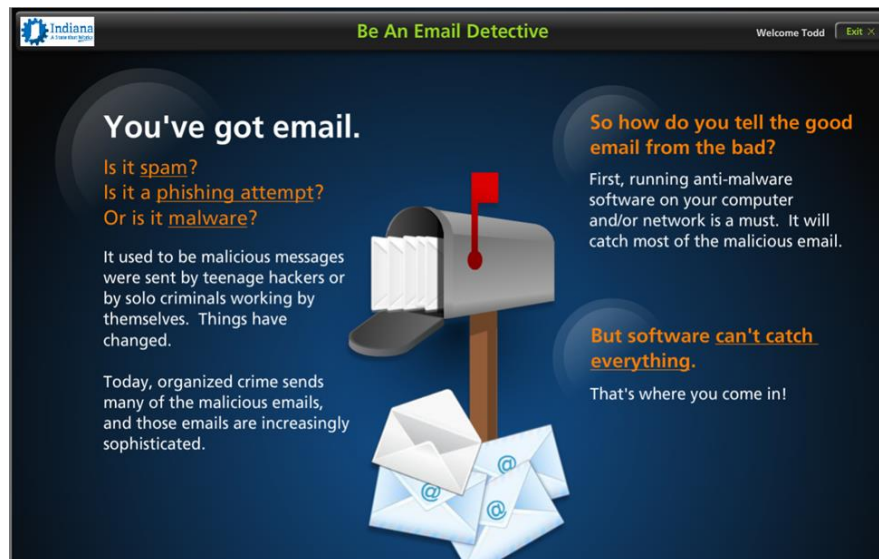 Indiana
A State that Works
Be An Email Detective
Welcome Todd
Exit X
You've got email.
Is it spam?
Is it a phishing attempt?
Or is it malware?
It used to be malicious messages
were sent by teenage hackers or
by solo criminals working by
themselves. Things have
changed.
Today, organized crime sends
many of the malicious emails,
and those emails are increasingly
sophisticated.
So how do you tell the good
email from the bad?
First, running anti-malware
software on your computer
and/or network is a must. It will
catch most of the malicious email.
But software can't catch
everything.
That's where you come in!
@
@
@